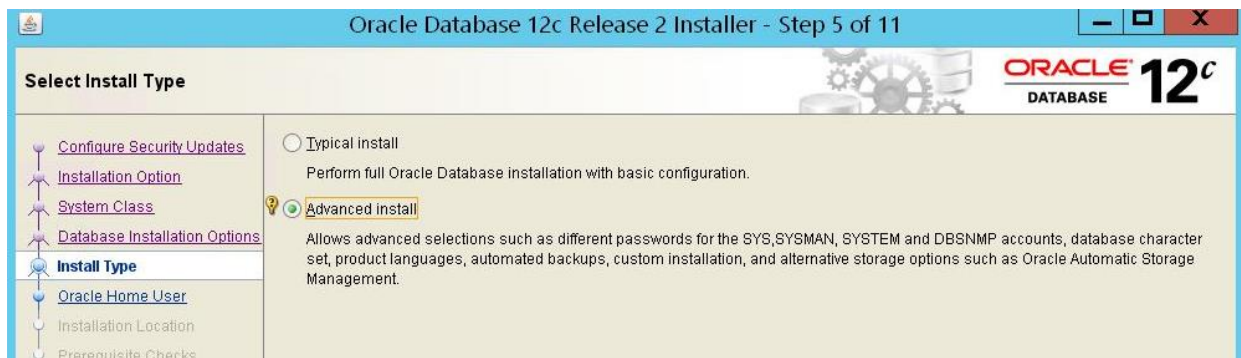 Oracle Database 12c Release 2 Installer - Step 5 of 11
Select Install Type
ORACLE DATABASE 12c
Configure Security Updates
Installation Option
System Class
Database Installation Options
Install Type
Oracle Home User
Installation Location
Prerequisite Checks
Typical install
Perform full Oracle Database installation with basic configuration.
Advanced install
Allows advanced selections such as different passwords for the SYS,SYSMAN, SYSTEM and DBSNMP accounts, database character
set, product languages, automated backups, custom installation, and alternative storage options such as Oracle Automatic Storage
Management.